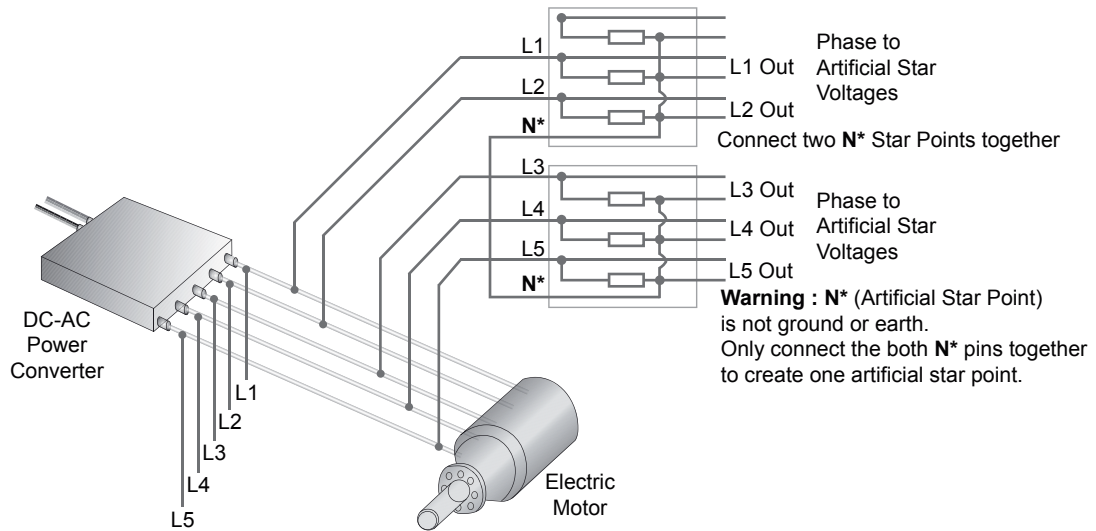 L1
L1 Out
Phase to
Artificial Star
Voltages
L2
L2 Out
N*
Connect two N* Star Points together
L3
L3 Out
L4
L4 Out
Phase to
Artificial Star
Voltages
L5
L5 Out
N*
Warning : N* (Artificial Star Point)
is not ground or earth.
Only connect the both N* pins together
to create one artificial star point.
DC-AC
Power
Converter
L1
L2
L3
L4
L5
Electric
Motor